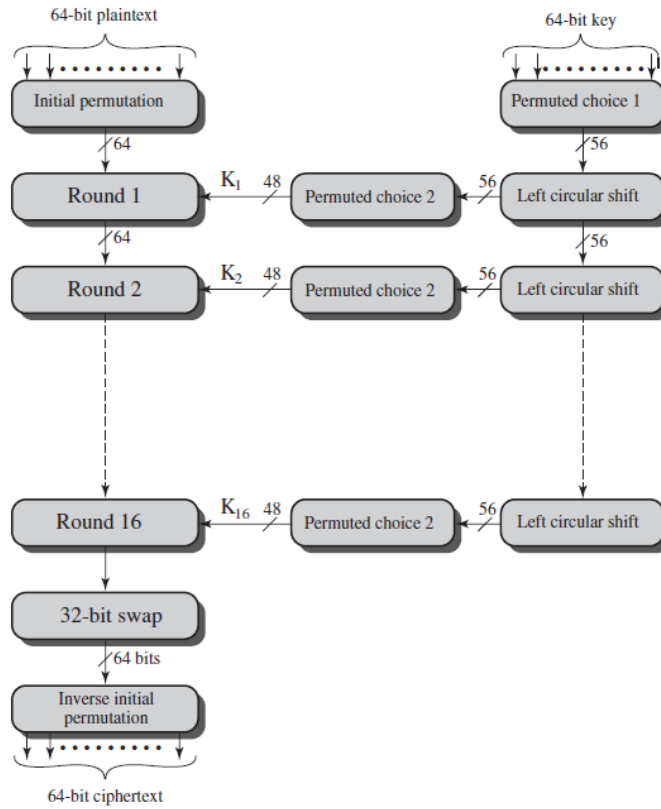 64-bit plaintext
64-bit key
Initial permutation
Permuted choice 1
64
56
Round 1
K1
48
Permuted choice 2
56
Left circular shift
64
56
Round 2
K2
48
Permuted choice 2
56
Left circular shift
Round 16
K16
48
Permuted choice 2
56
Left circular shift
32-bit swap
64 bits
Inverse initial
permutation
64-bit ciphertext